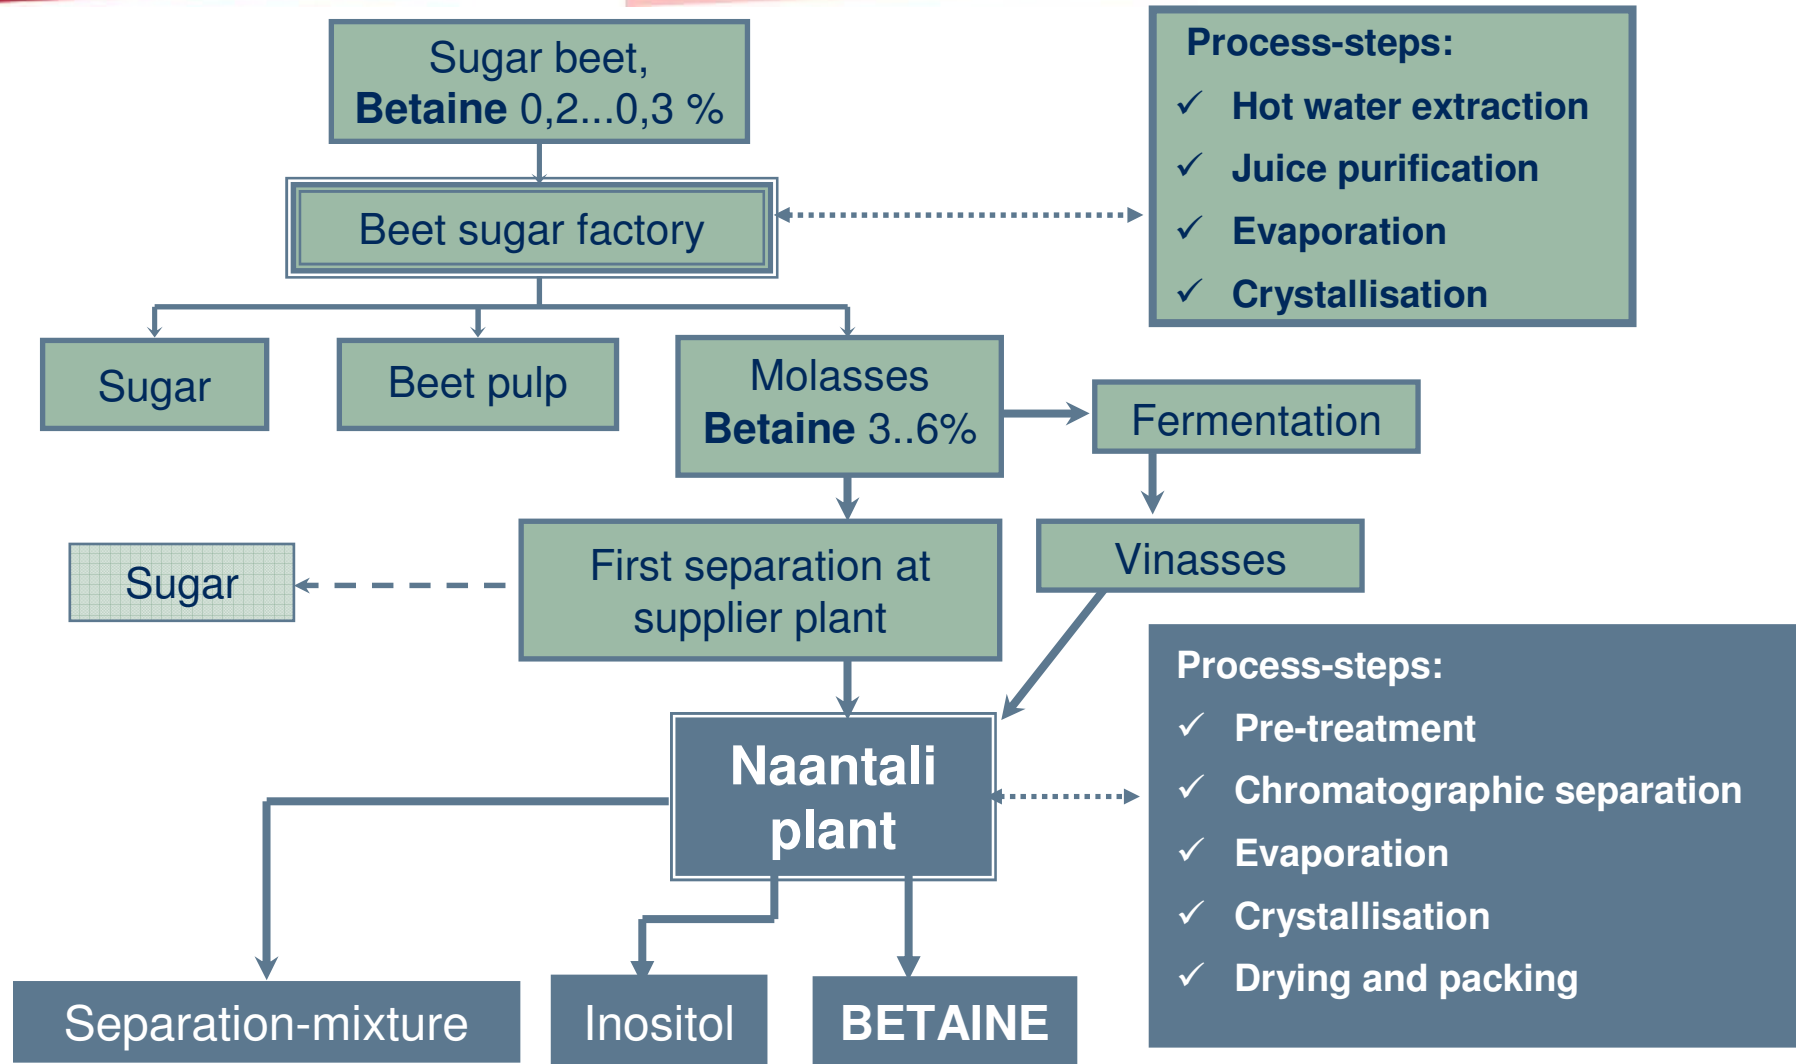 Sugar beet,
Betaine 0,2...0,3 %
Process-steps:
✓ Hot water extraction
✓ Juice purification
✓ Evaporation
✓ Crystallisation
Beet sugar factory
Sugar
Beet pulp
Molasses
Betaine 3..6%
Fermentation
Sugar
First separation at
supplier plant
Vinasses
Naantali
plant
Process-steps:
✓ Pre-treatment
✓ Chromatographic separation
✓ Evaporation
✓ Crystallisation
✓ Drying and packing
Separation-mixture
Inositol
BETAINE